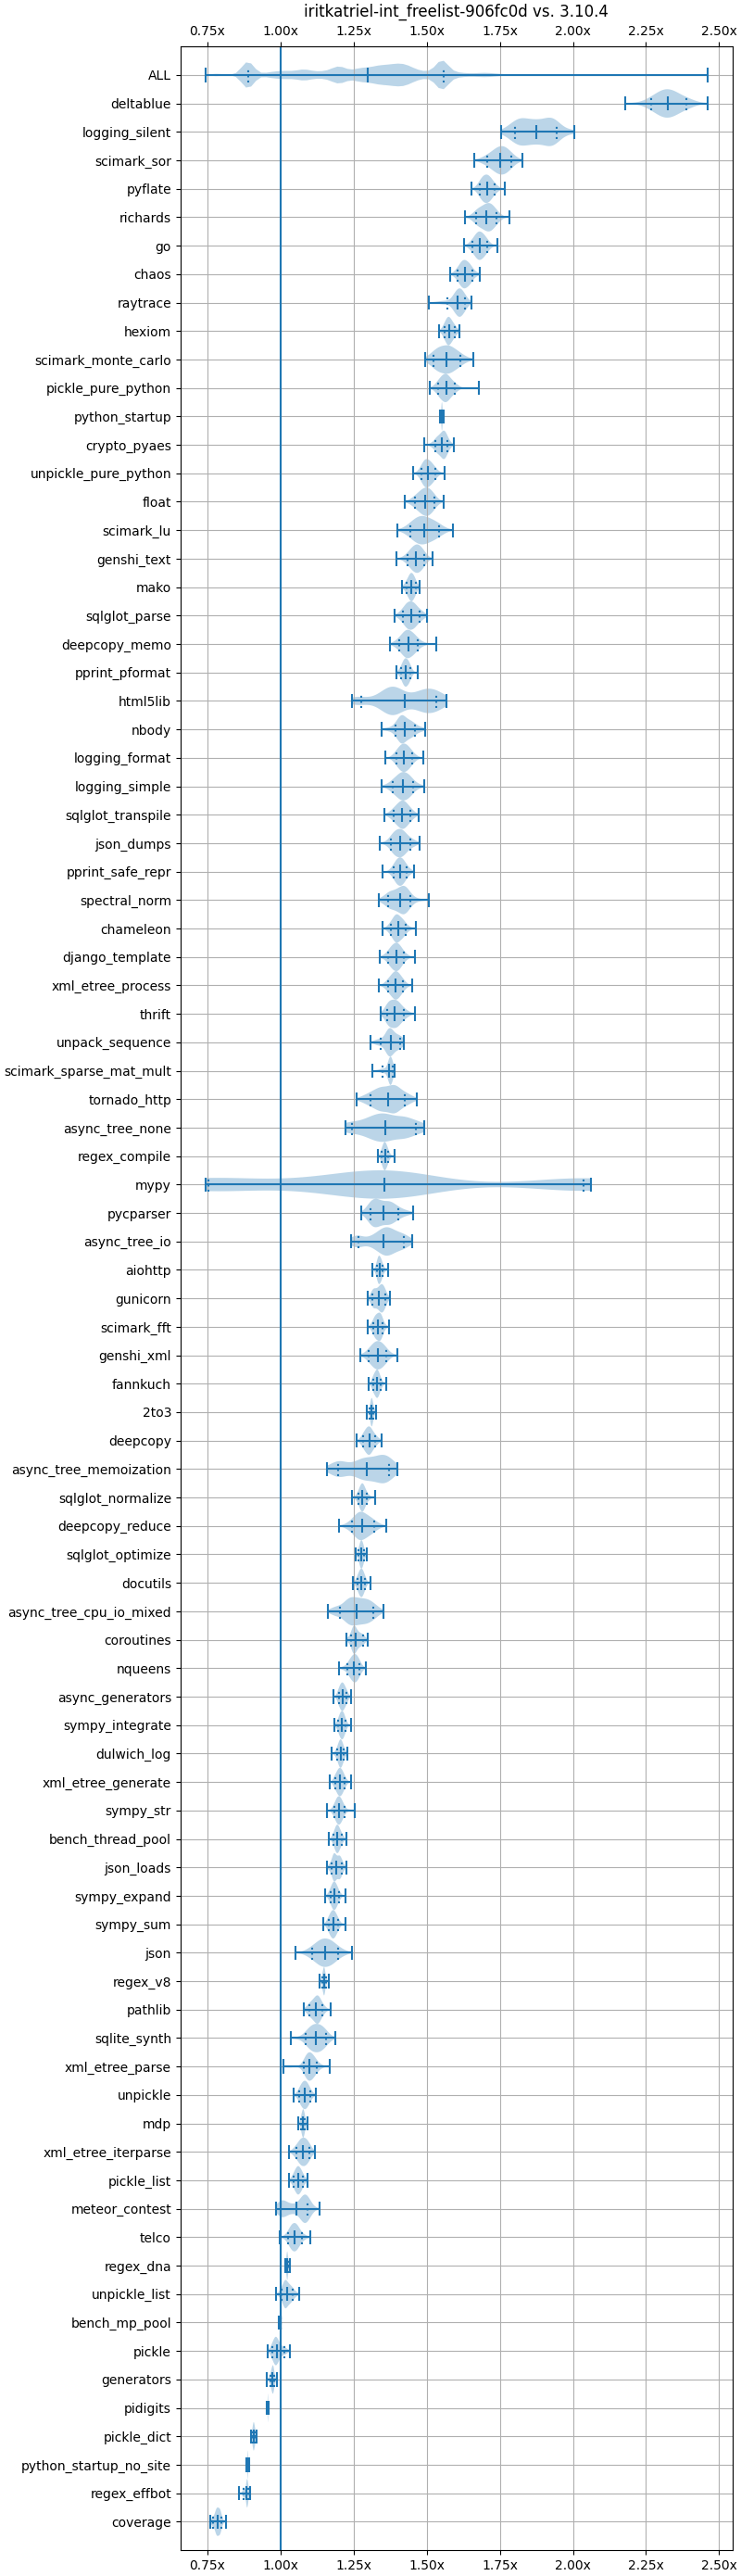 iritkatriel-int_freelist-906fc0d vs. 3.10.4
0.75x 1.00x 1.25x 1.50x 1.75x 2.00x 2.25x 2.50x
ALL
deltablue
logging_silent
scimark_sor
pyflate
richards
go
chaos
raytrace
hexiom
scimark_monte_carlo
pickle_pure_python
python_startup
crypto_pyaes
unpickle_pure_python
float
scimark_lu
genshi_text
mako
sqlglot_parse
deepcopy_memo
pprint_pformat
html5lib
nbody
logging_format
logging_simple
sqlglot_transpile
json_dumps
pprint_safe_repr
spectral_norm
chameleon
django_template
xml_etree_process
thrift
unpack_sequence
scimark_sparse_mat_mult
tornado_http
async_tree_none
regex_compile
mypy
pycparser
async_tree_io
aiohttp
gunicorn
scimark_fft
genshi_xml
fannkuch
2to3
deepcopy
async_tree_memoization
sqlglot_normalize
deepcopy_reduce
sqlglot_optimize
docutils
async_tree_cpu_io_mixed
coroutines
nqueens
async_generators
sympy_integrate
dulwich_log
xml_etree_generate
sympy_str
bench_thread_pool
json_loads
sympy_expand
sympy_sum
json
regex_v8
pathlib
sqlite_synth
xml_etree_parse
unpickle
mdp
xml_etree_iterparse
pickle_list
meteor_contest
telco
regex_dna
unpickle_list
bench_mp_pool
pickle
generators
pidigits
pickle_dict
python_startup_no_site
regex_effbot
coverage
0.75x 1.00x 1.25x 1.50x 1.75x 2.00x 2.25x 2.50x